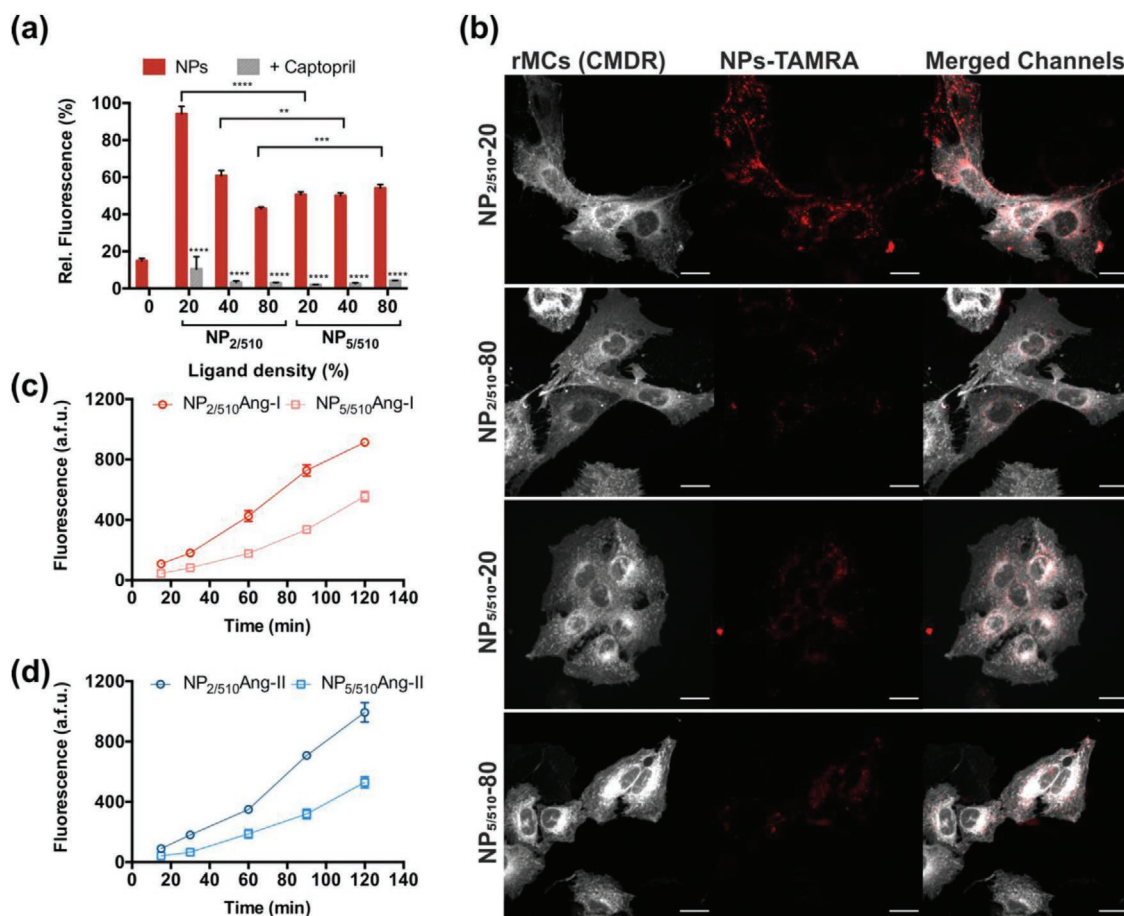 (a)
NPs + Captopril
****
**
***
Rel. Fluorescence (%)
100
80
60
40
20
0
**** **** **** **** **** ****
0 20 40 80 20 40 80
NP2/510 NP5/510
Ligand density (%)
(b)
rMCs (CMDR) NPs-TAMRA Merged Channels
NP2/510-20
NP2/510-80
NP5/510-20
NP5/510-80
(c)
NP2/510Ang-I NP5/510Ang-I
Fluorescence (a.f.u.)
1200
800
400
0
0 20 40 60 80 100 120 140
Time (min)
(d)
NP2/510Ang-II NP5/510Ang-II
Fluorescence (a.f.u.)
1200
800
400
0
0 20 40 60 80 100 120 140
Time (min)